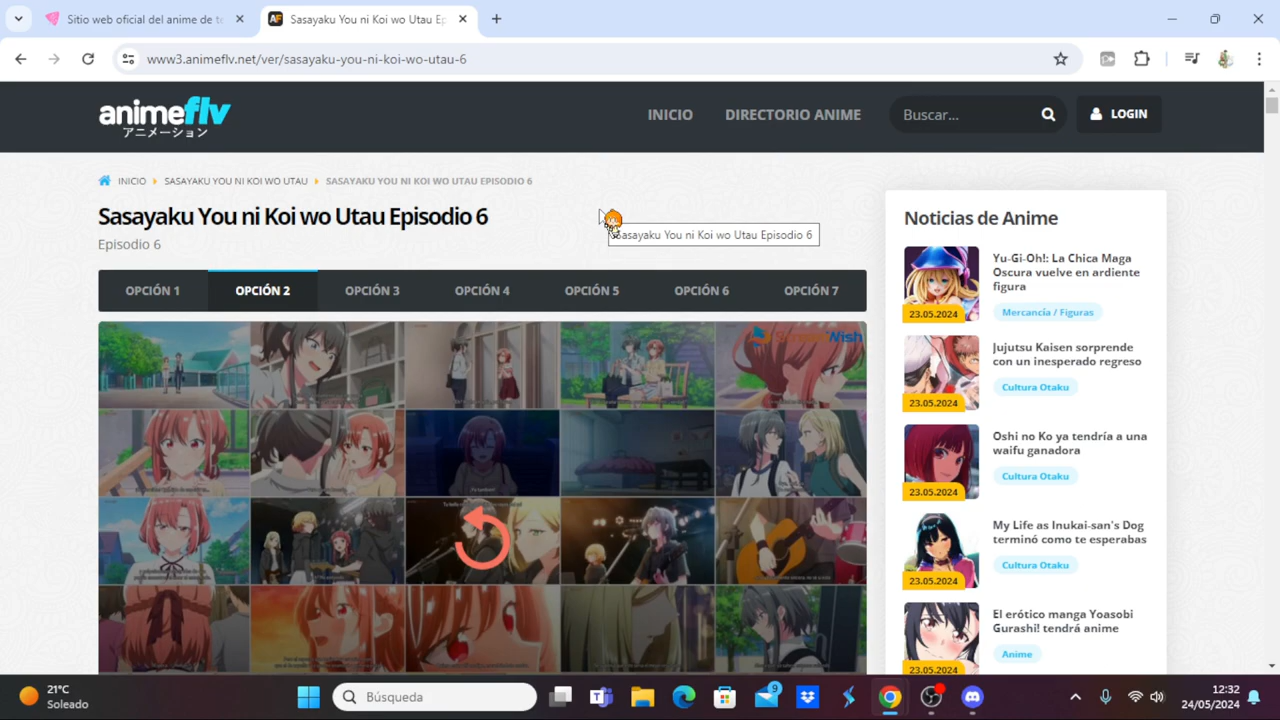 Sitio web oficial del anime de te
Sasayaku You ni Koi wo Utau Ep
www3.animeflv.net/ver/sasayaku-you-ni-koi-wo-utau-6
animeflv
アニメーション
INICIO
DIRECTORIO ANIME
Buscar...
LOGIN
INICIO
SASAYAKU YOU NI KOI WO UTAU
SASAYAKU YOU NI KOI WO UTAU EPISODIO 6
Sasayaku You ni Koi wo Utau Episodio 6
Episodio 6
Sasayaku You ni Koi wo Utau Episodio 6
OPCIÓN 1
OPCIÓN 2
OPCIÓN 3
OPCIÓN 4
OPCIÓN 5
OPCIÓN 6
OPCIÓN 7
StreamWish
Noticias de Anime
Yu-Gi-Oh!: La Chica Maga
Oscura vuelve en ardiente
figura
Mercancía / Figuras
23.05.2024
Jujutsu Kaisen sorprende
con un inesperado regreso
Cultura Otaku
23.05.2024
Oshi no Ko ya tendría a una
waifu ganadora
Cultura Otaku
23.05.2024
My Life as Inukai-san's Dog
terminó como te esperabas
Cultura Otaku
23.05.2024
El erótico manga Yoasobi
Gurashi! tendrá anime
Anime
23.05.2024
21°C
Soleado
Búsqueda
9
12:32
24/05/2024